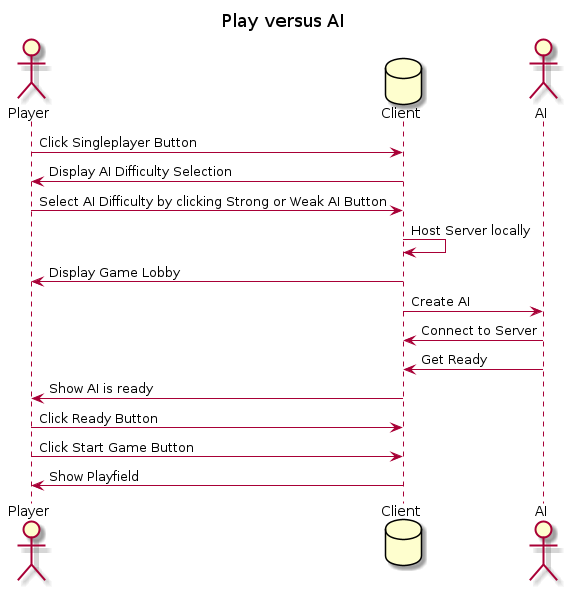 Play versus AI
Player
Client
AI
Click Singleplayer Button
Display AI Difficulty Selection
Select AI Difficulty by clicking Strong or Weak AI Button
Host Server locally
Display Game Lobby
Create AI
Connect to Server
Get Ready
Show AI is ready
Click Ready Button
Click Start Game Button
Show Playfield
Player
Client
AI